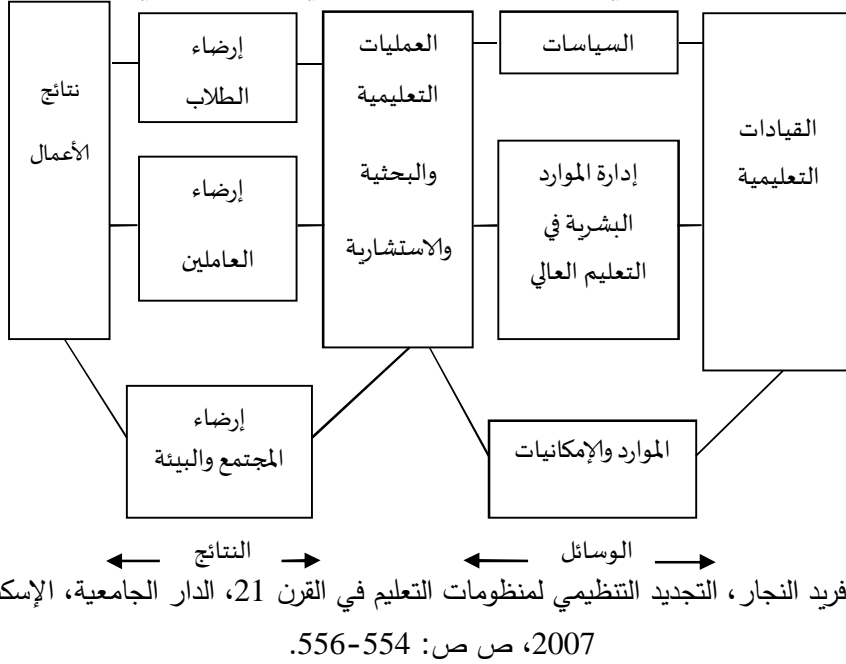 القيادات
التعليمية
السياسات
إدارة الموارد
البشرية في
التعليم العالي
الموارد والإمكانيات
العمليات
التعليمية
والبحثية
والاستشارية
إرضاء
الطلاب
إرضاء
العاملين
إرضاء
المجتمع والبيئة
نتائج
الأعمال
الوسائل
النتائج
فريد النجار، التجديد التنظيمي لمنظومات التعليم في القرن 21، الدار الجامعية، الإسك
2007، ص ص: 554-556.